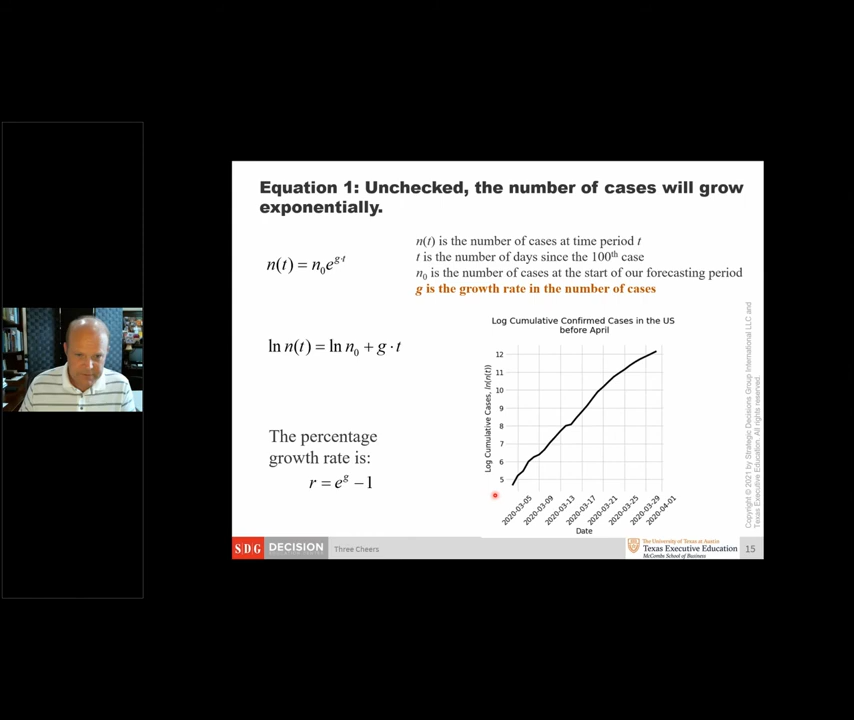 Equation 1: Unchecked, the number of cases will grow
exponentially.
n(t) is the number of cases at time period t
t is the number of days since the 100th case
n₀ is the number of cases at the start of our forecasting period
g is the growth rate in the number of cases
n(t) = n₀e^(g·t)
ln n(t) = ln n₀ + g · t
The percentage
growth rate is:
r = e^g − 1
Log Cumulative Confirmed Cases in the US
before April
Log Cumulative Cases, ln(n(t))
12
11
10
9
8
7
6
5
2020-03-05
2020-03-09
2020-03-13
2020-03-17
2020-03-21
2020-03-25
2020-03-29
2020-04-01
Date
Copyright © 2021 by Strategic Decisions Group International LLC and
Texas Executive Education. All rights reserved.
SDG
DECISION
Three Cheers
The University of Texas at Austin
Texas Executive Education
McCombs School of Business
15